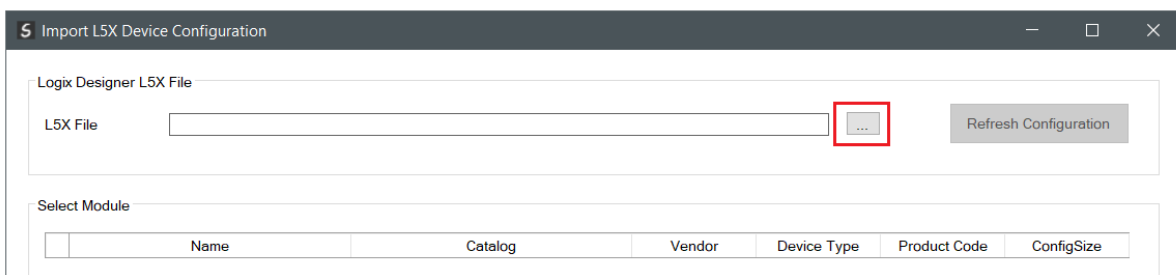 Import L5X Device Configuration
Logix Designer L5X File
L5X File ... Refresh Configuration
Select Module
Name Catalog Vendor Device Type Product Code ConfigSize